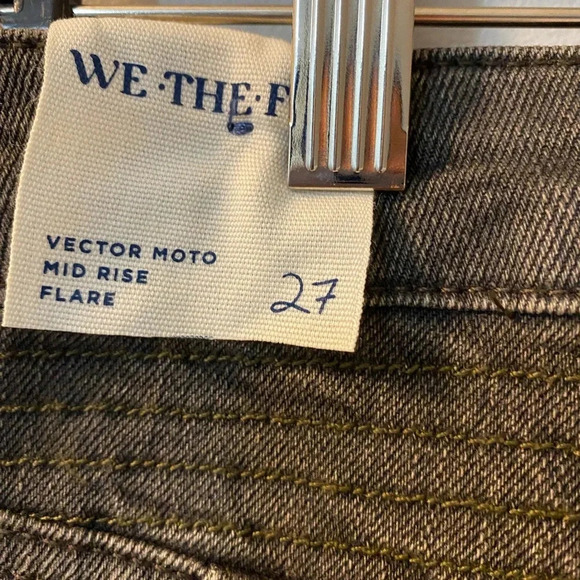 WE·THE·F
VECTOR MOTO
MID RISE
FLARE
27